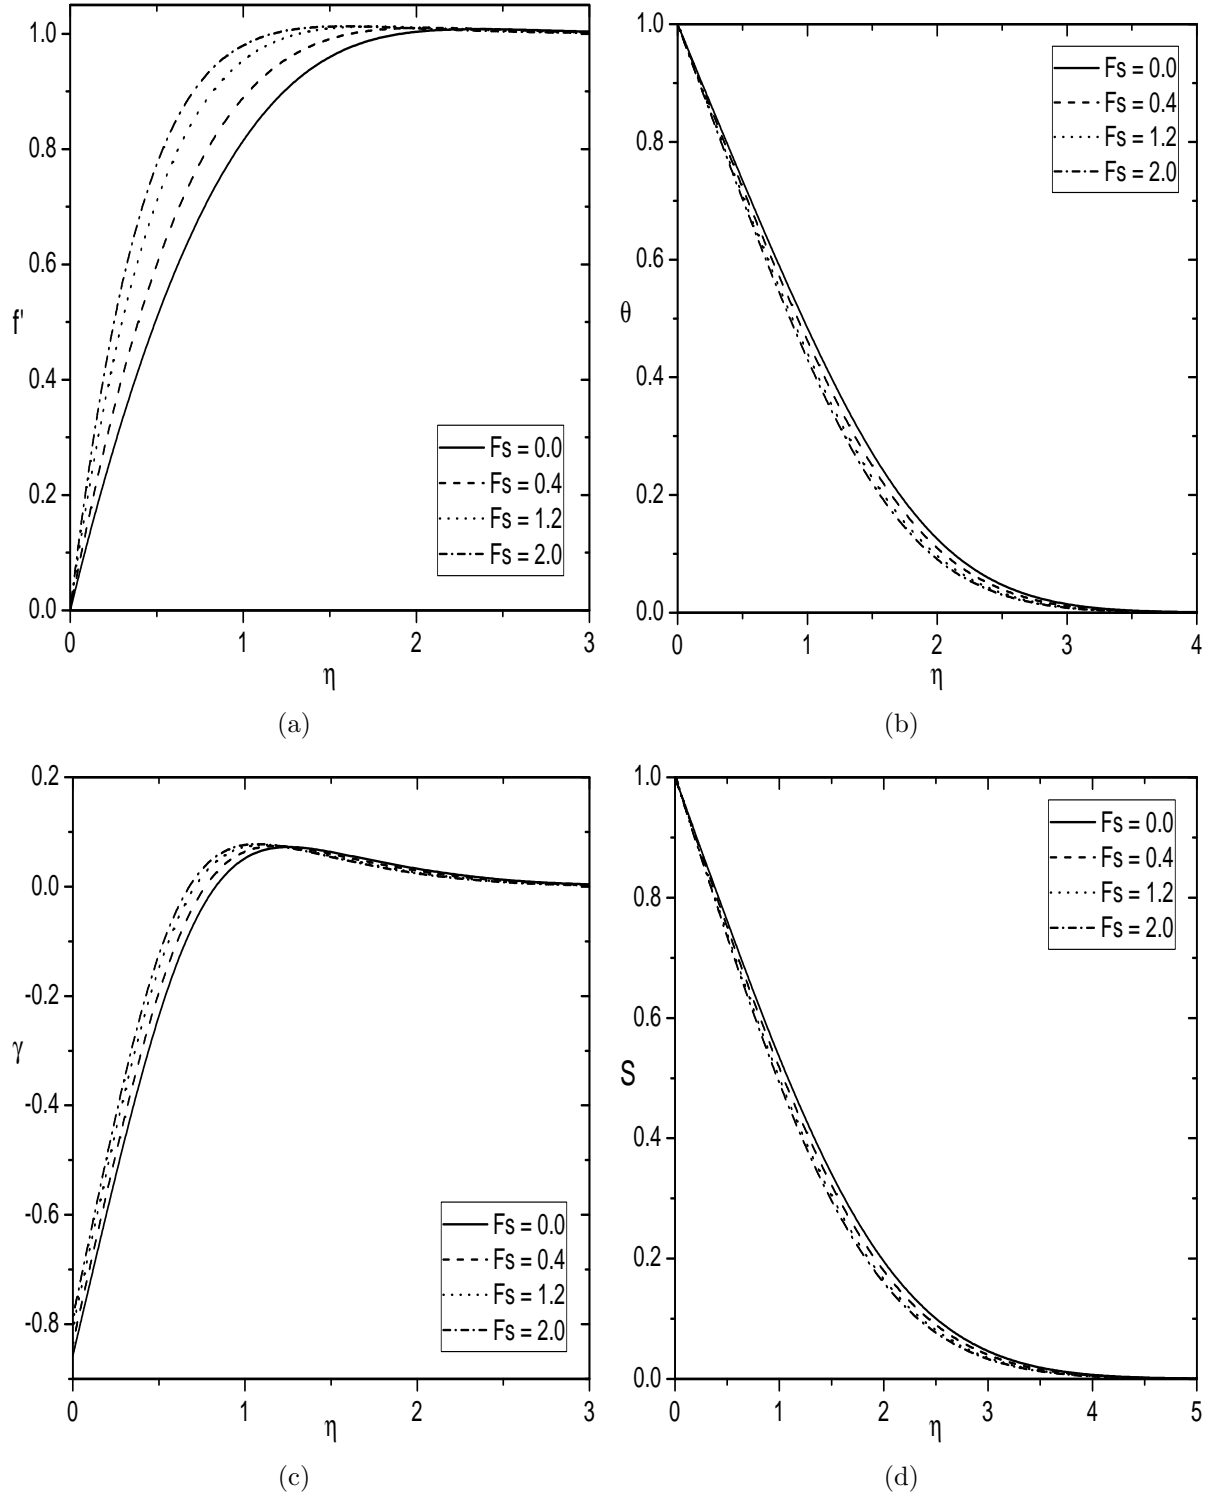 1.0
0.8
0.6
0.4
0.2
0.0
f'
0 1 2 3
η
Fs = 0.0
Fs = 0.4
Fs = 1.2
Fs = 2.0
(a)
1.0
0.8
0.6
0.4
0.2
0.0
θ
0 1 2 3 4
η
Fs = 0.0
Fs = 0.4
Fs = 1.2
Fs = 2.0
(b)
0.2
0.0
-0.2
-0.4
-0.6
-0.8
γ
0 1 2 3
η
Fs = 0.0
Fs = 0.4
Fs = 1.2
Fs = 2.0
(c)
1.0
0.8
0.6
0.4
0.2
0.0
S
0 1 2 3 4 5
η
Fs = 0.0
Fs = 0.4
Fs = 1.2
Fs = 2.0
(d)